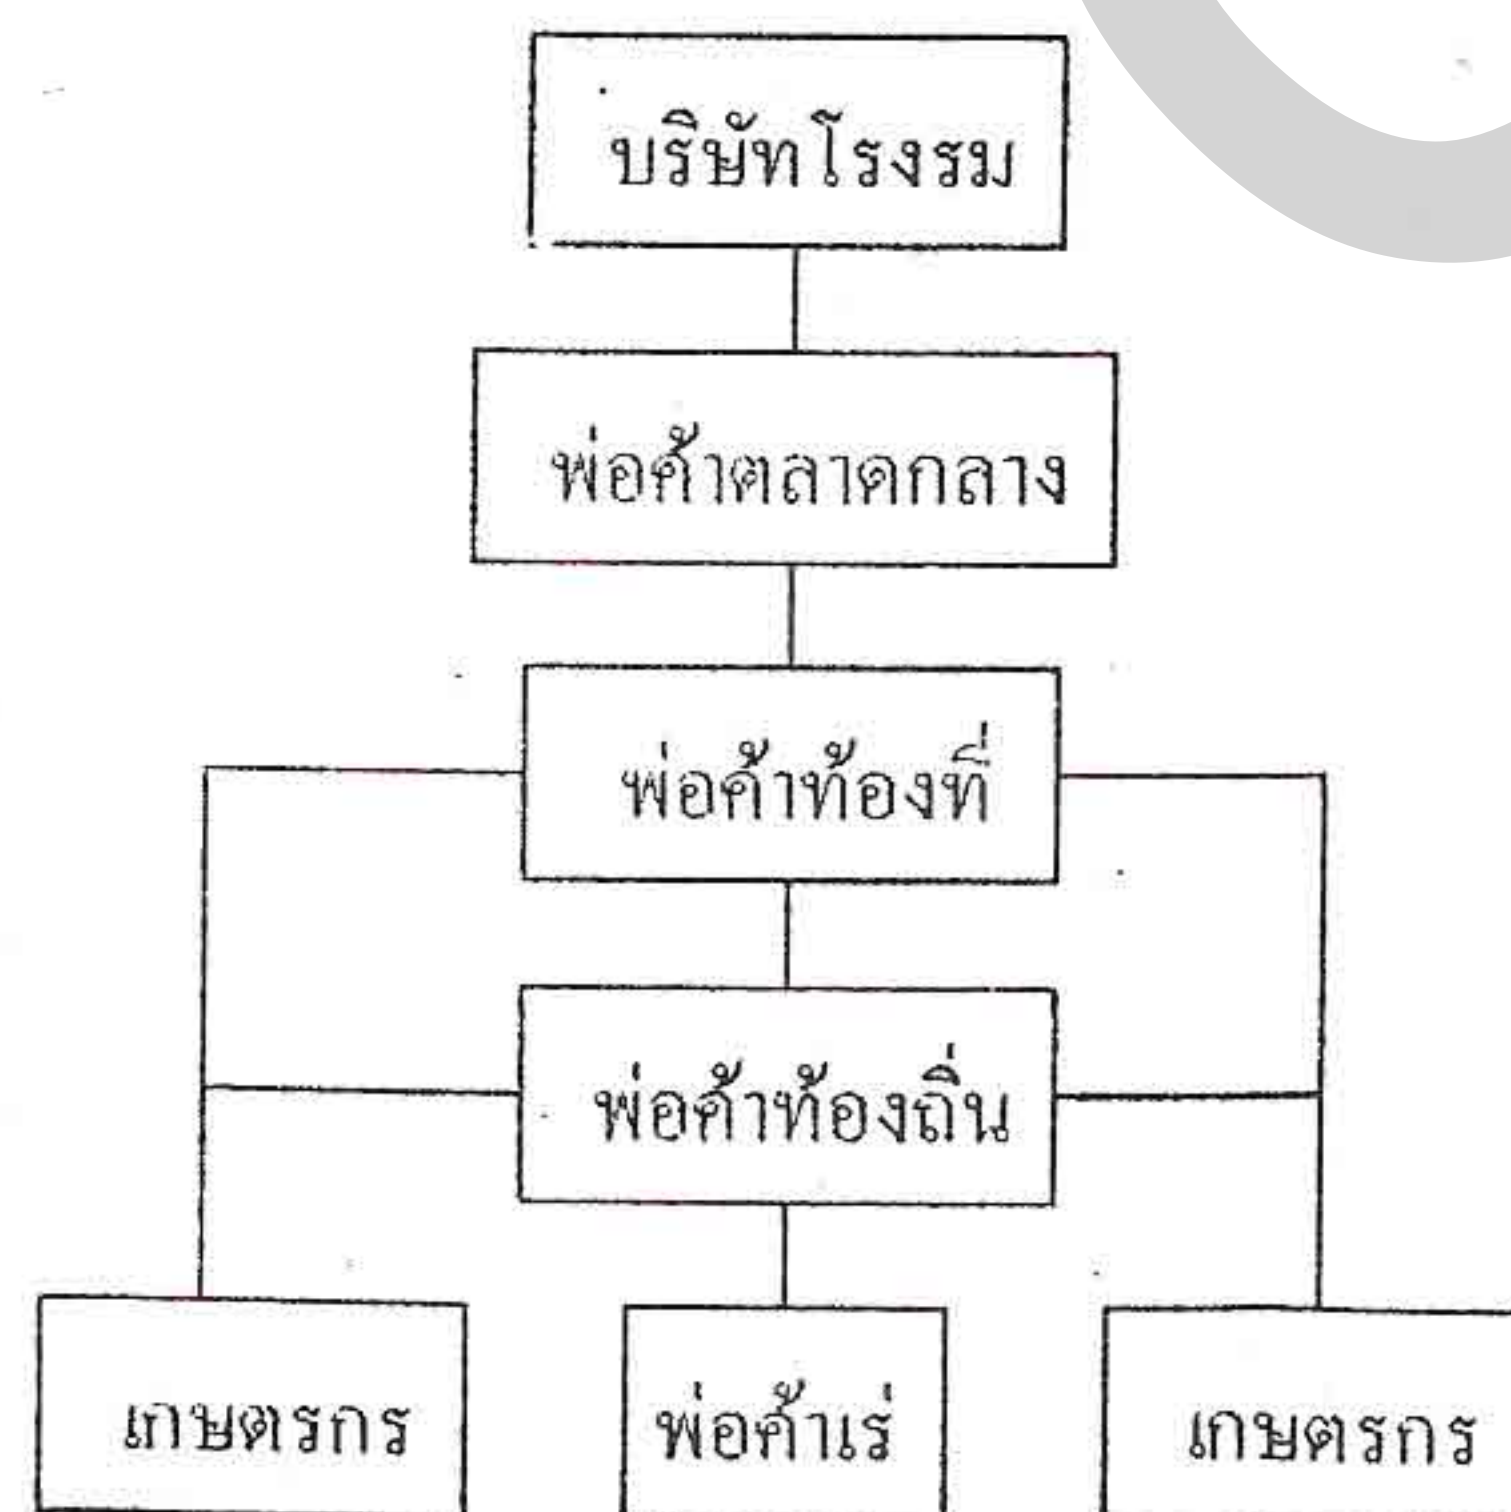 บริษัทโรงรม
พ่อค้าตลาดกลาง
พ่อค้าท้องที่
พ่อค้าท้องถิ่น
เกษตรกร
พ่อค้าเร่
เกษตรกร